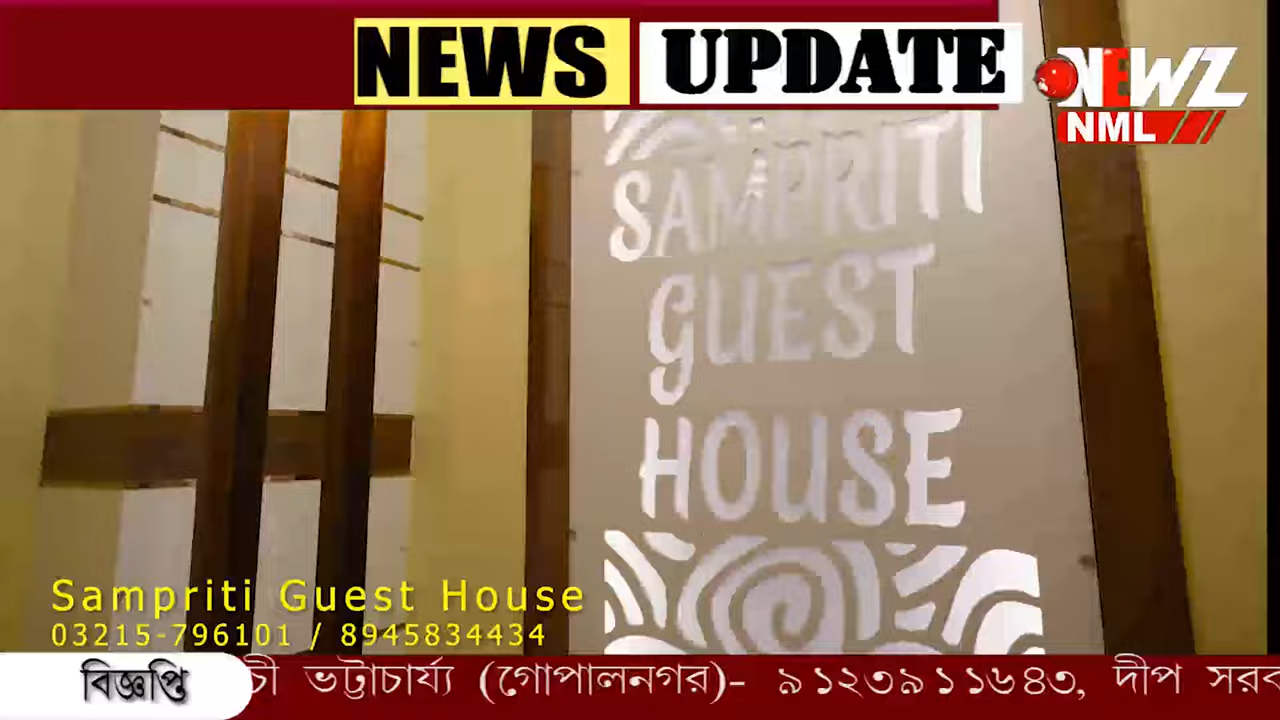 NEWS UPDATE
NEWZ
NML
SAMPRITI
GUEST
HOUSE
Sampriti Guest House
03215-796101 / 8945834434
বিজ্ঞপ্তি
চী ভট্টাচার্য্য (গোপালনগর)- ৯১২৩৯১১৬৪৩, দীপ